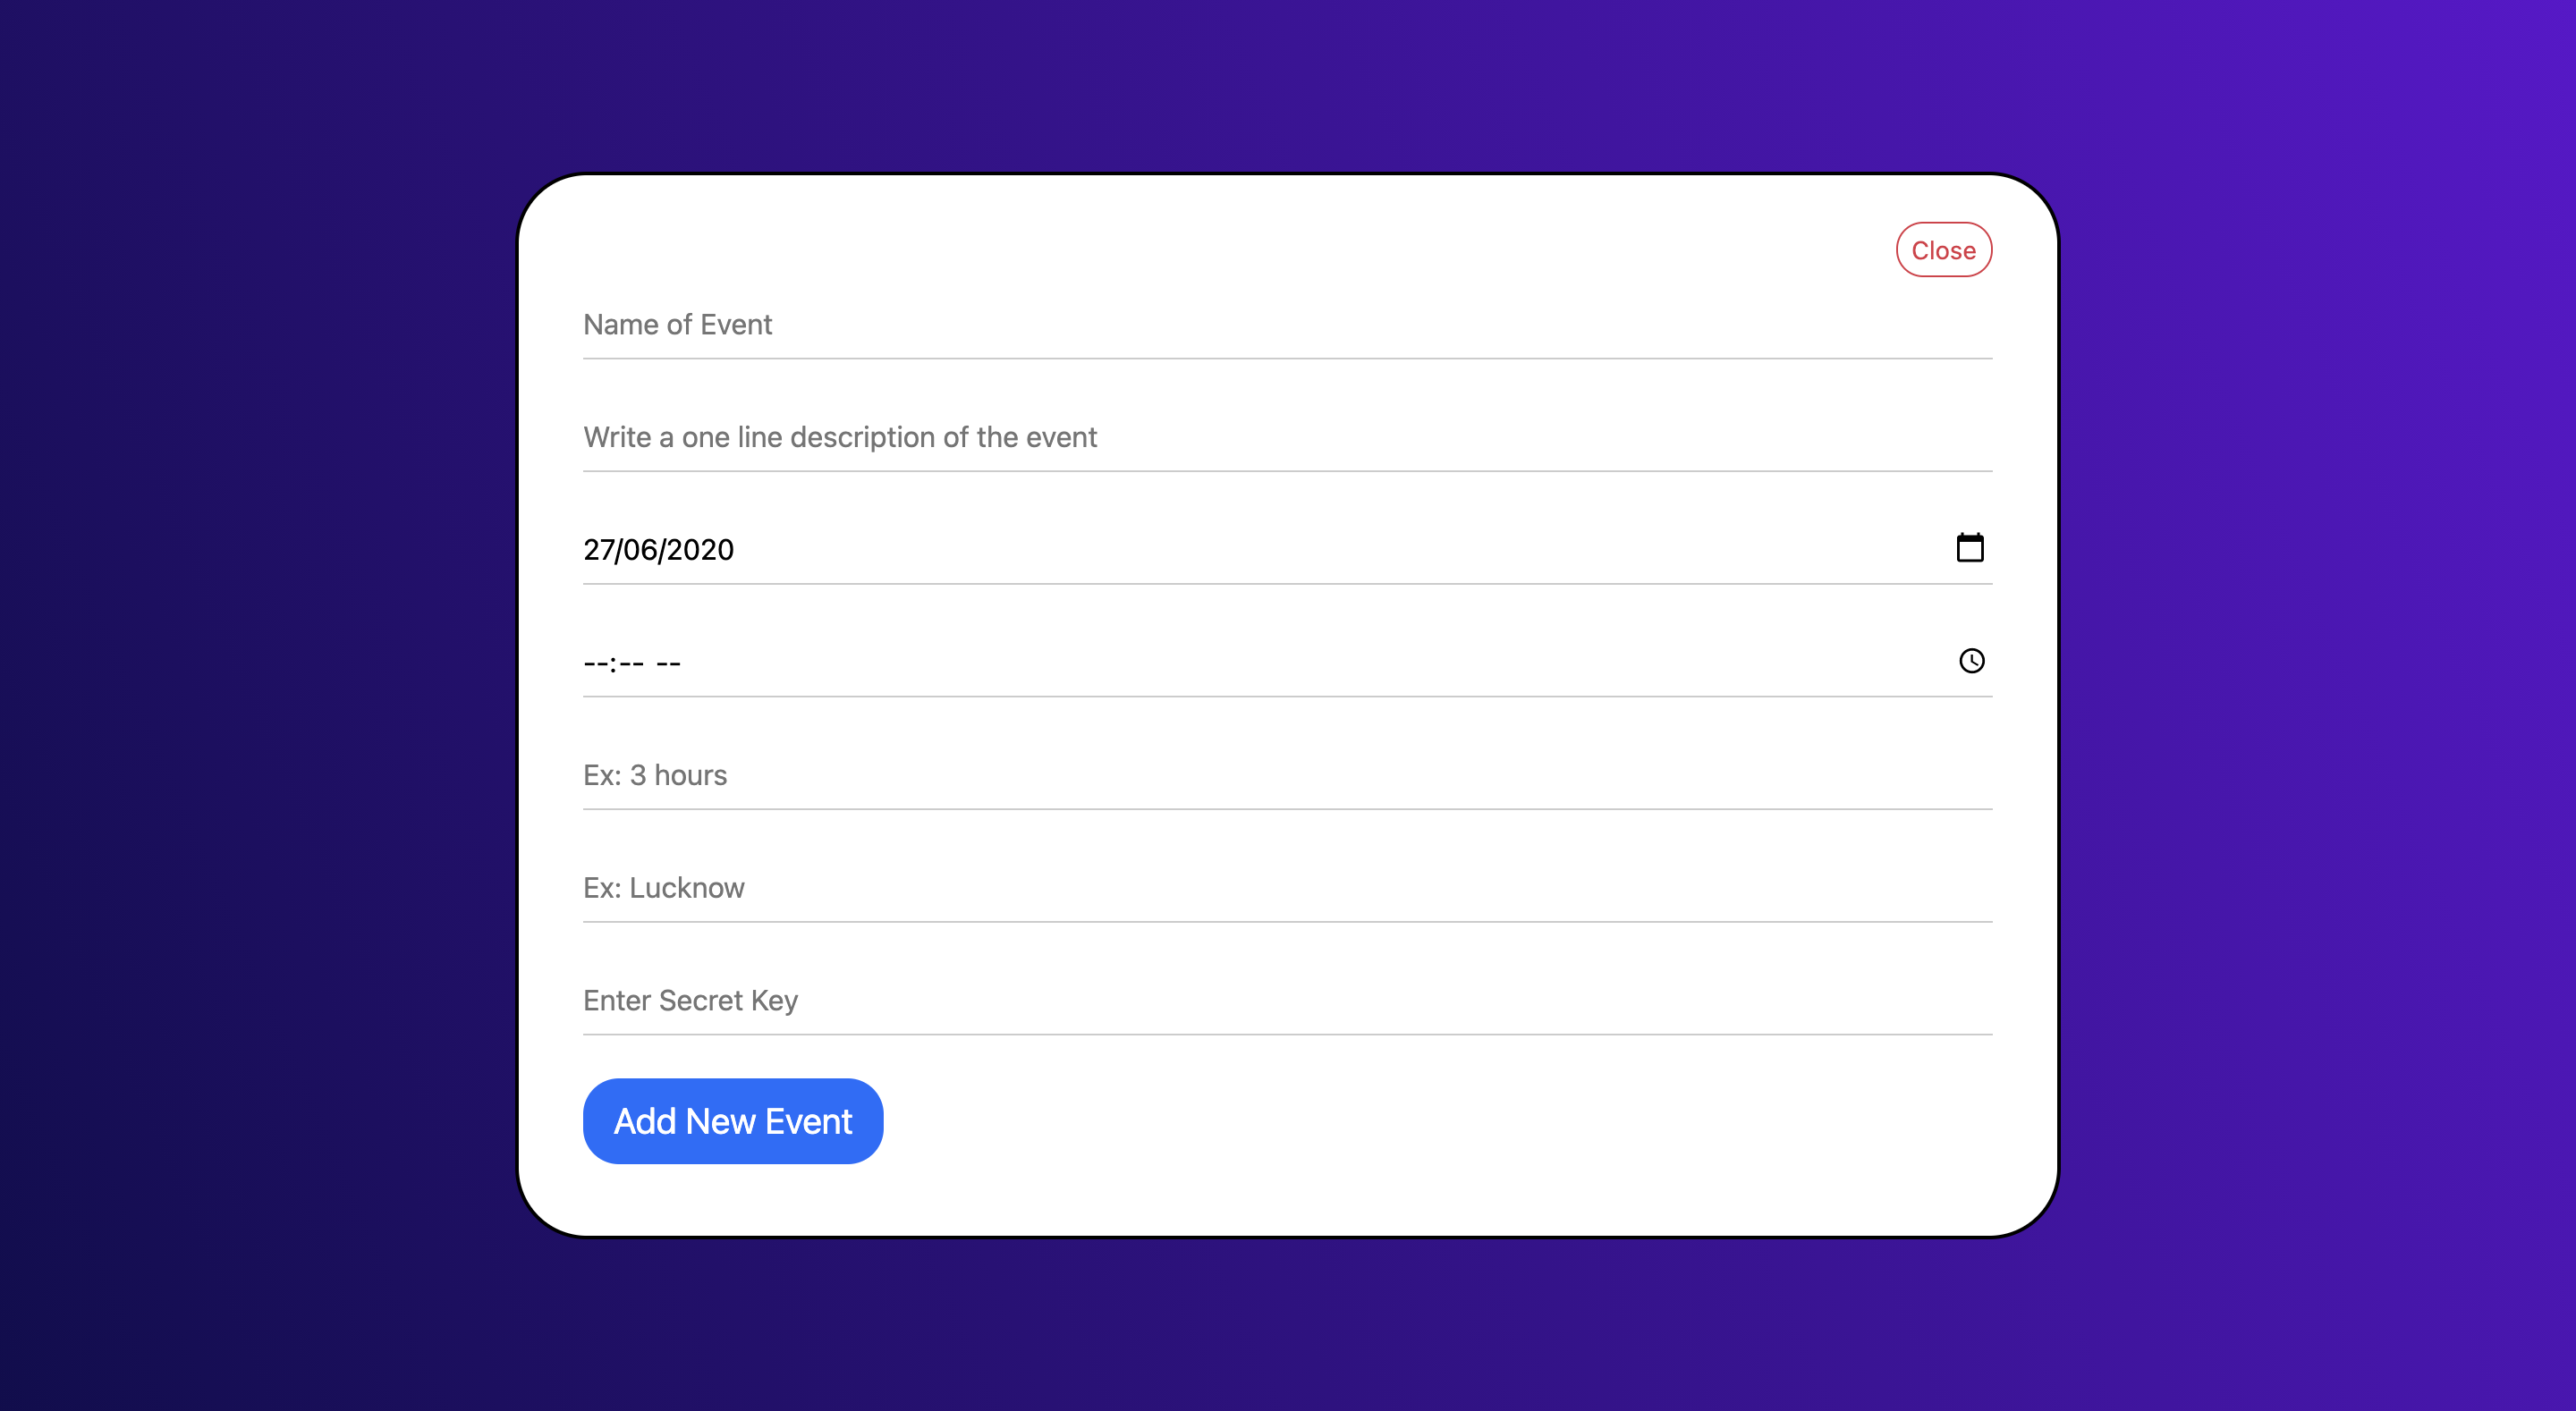 Close
Name of Event
Write a one line description of the event
27/06/2020
--:-- --
Ex: 3 hours
Ex: Lucknow
Enter Secret Key
Add New Event